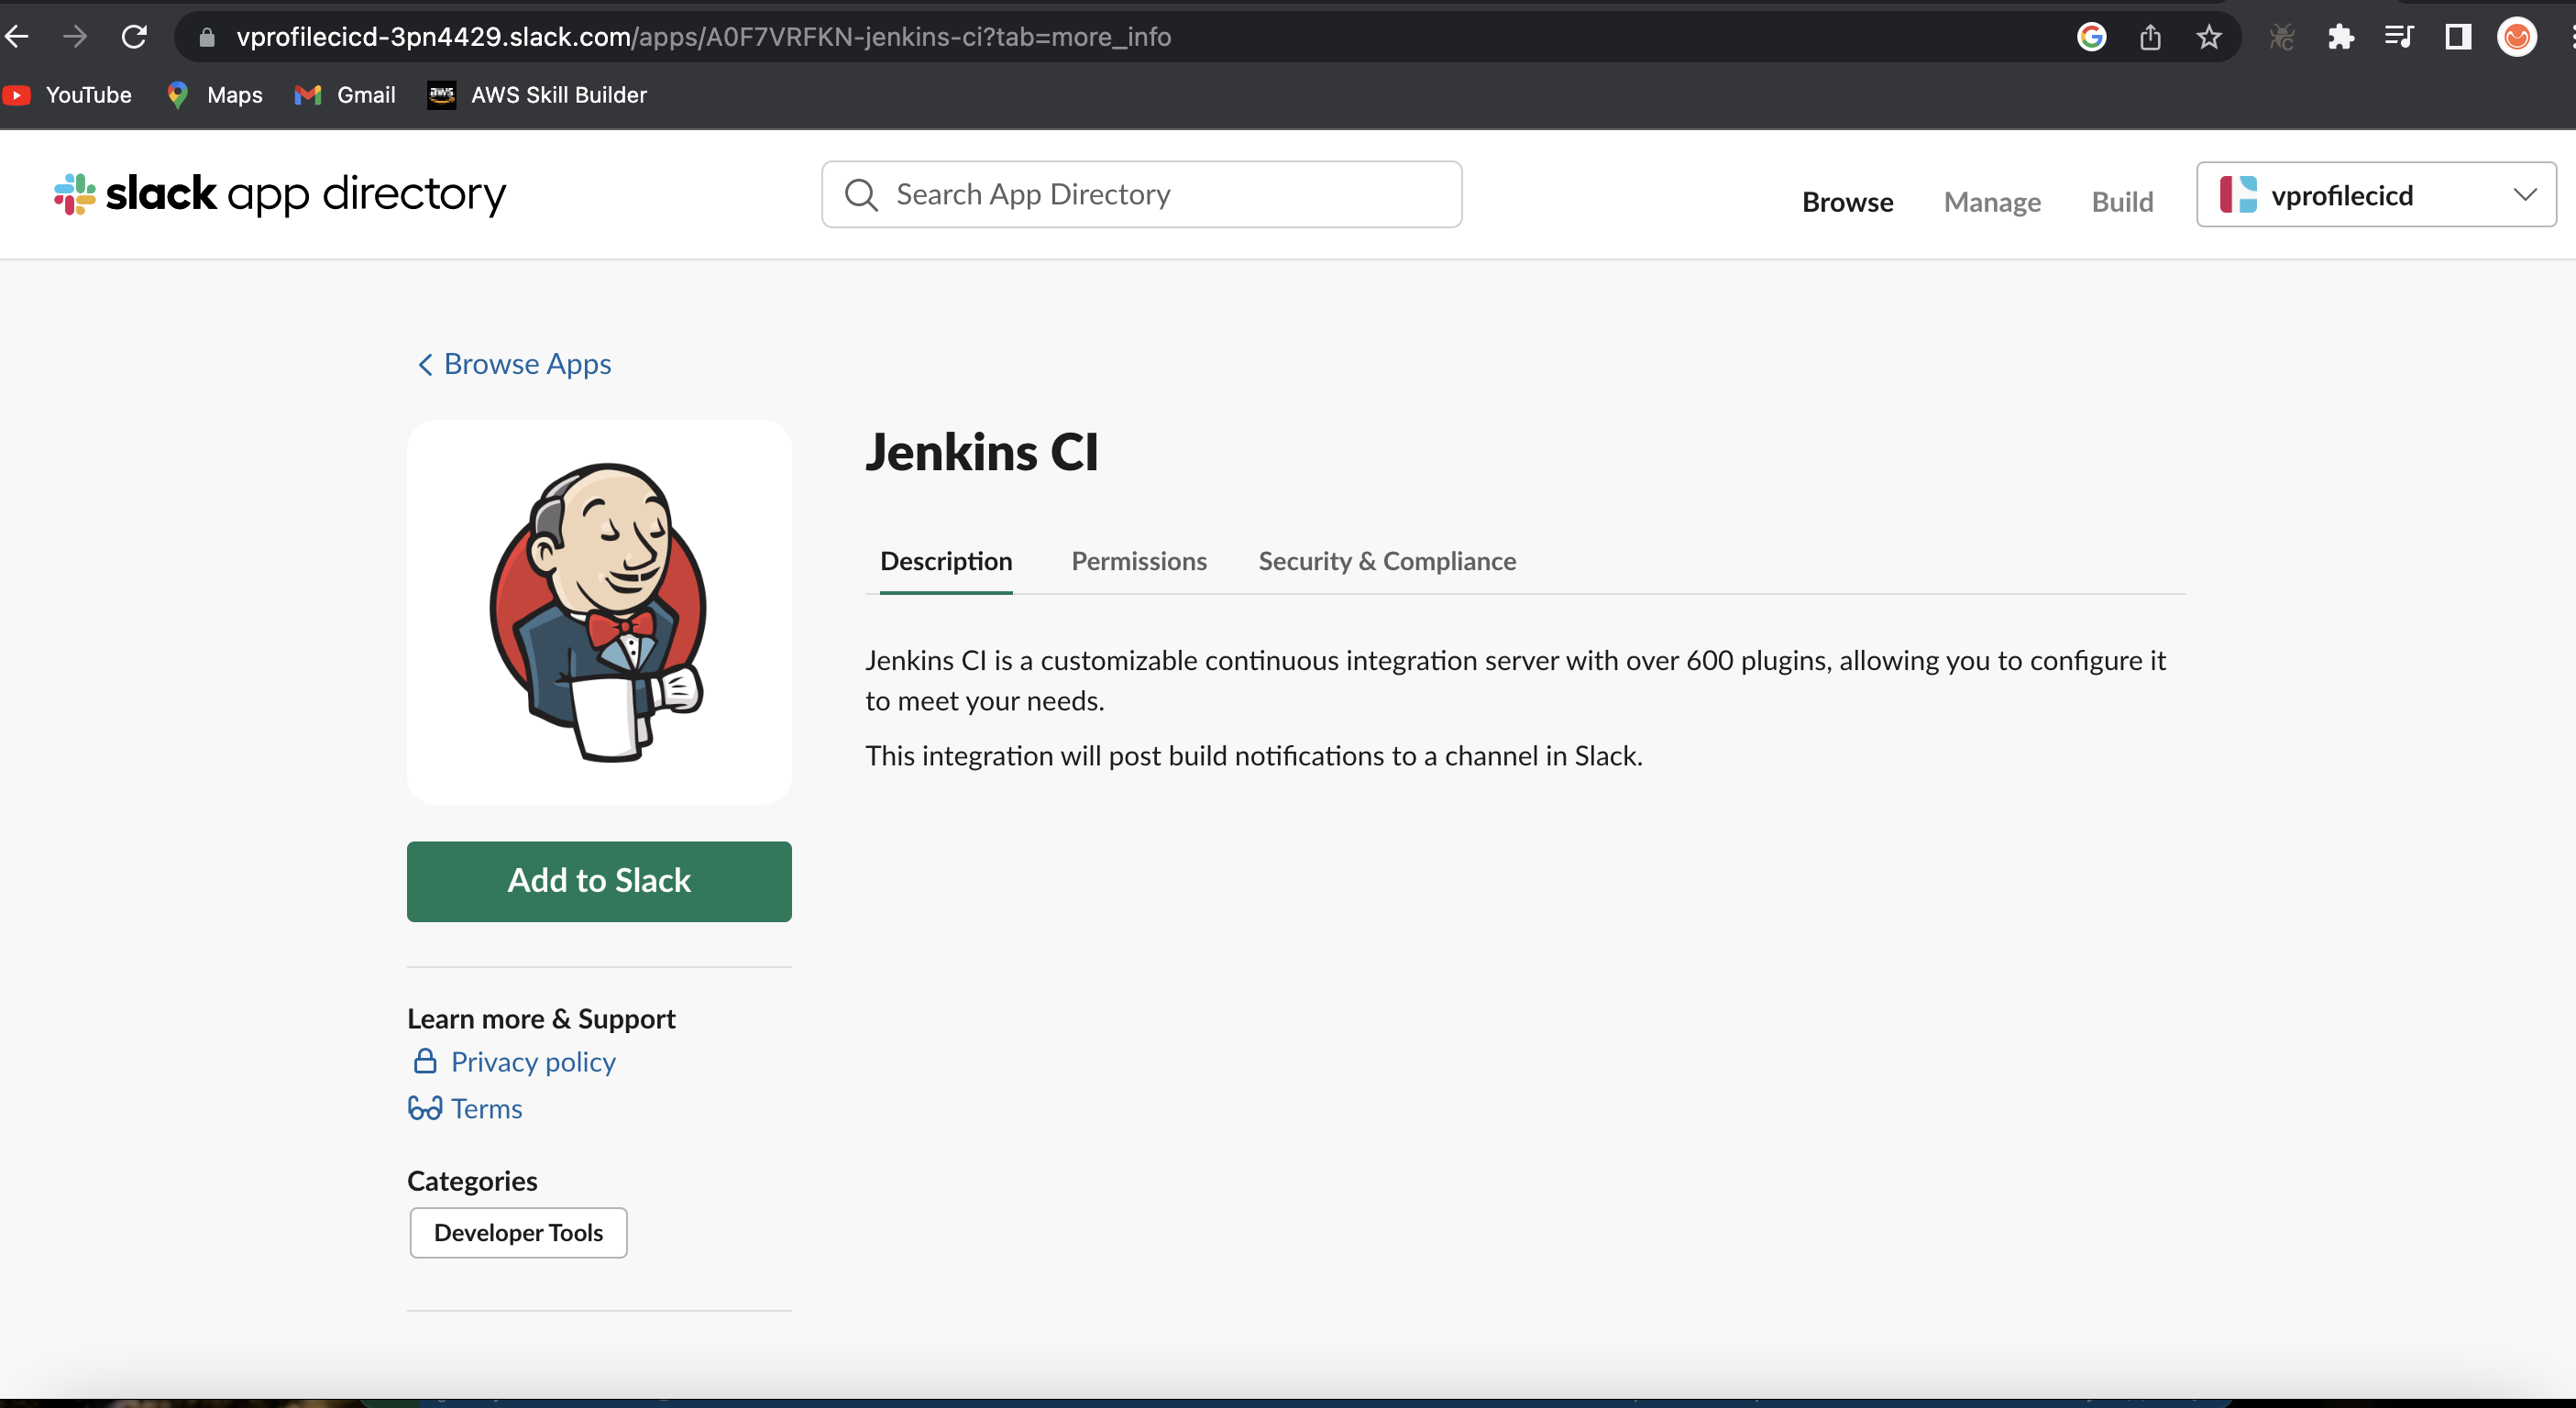 vprofilecicd-3pn4429.slack.com/apps/A0F7VRFKN-jenkins-ci?tab=more_info
YouTube Maps Gmail AWS Skill Builder
slack app directory Search App Directory Browse Manage Build vprofilecicd
Browse Apps
Jenkins CI
Description Permissions Security & Compliance
Jenkins CI is a customizable continuous integration server with over 600 plugins, allowing you to configure it
to meet your needs.
This integration will post build notifications to a channel in Slack.
Add to Slack
Learn more & Support
Privacy policy
Terms
Categories
Developer Tools